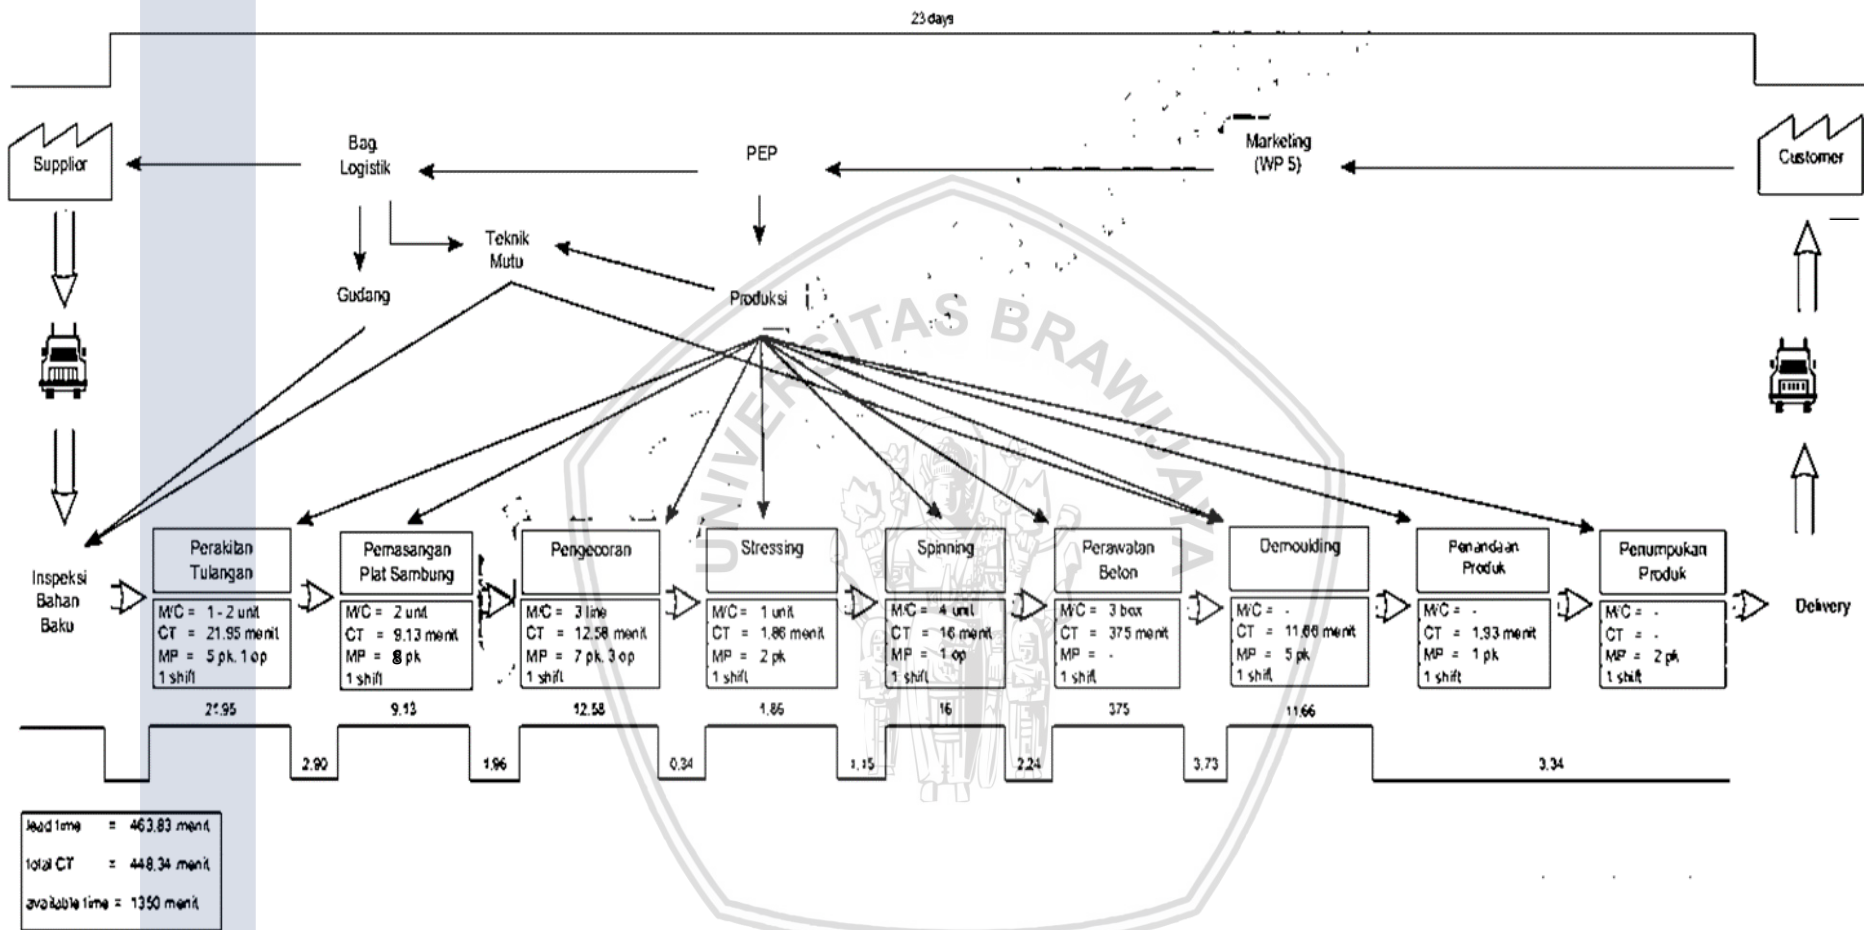 23 days
Supplior
Bag.
Logistik
PEP
Marketing
(WP 5)
Customer
Teknik
Mutu
Gudang
Produksi
UNIVERSITAS BRAWIJAYA
Inspeksi
Bahan
Baku
Perakitan
Tulangan
M/C = 1 - 2 unit
CT = 21.95 menit
MP = 5 pk. 1 op
1 shift
Pemasangan
Plat Sambung
M/C = 2 unit
CT = 9.13 menit
MP = 8 pk
1 shift
Pengecoran
M/C = 3 line
CT = 12.58 menit
MP = 7 pk, 3 op
1 shift
Stressing
M/C = 1 unit
CT = 1.86 menit
MP = 2 pk
1 shift
Spinning
M/C = 4 unit
CT = 16 menit
MP = 1 op
1 shift
Perawatan
Beton
M/C = 3 box
CT = 375 menit
MP = -
1 shift
Demoulding
M/C = -
CT = 11.66 menit
MP = 5 pk
1 shift
Penandaan
Produk
M/C = -
CT = 1.93 menit
MP = 1 pk
1 shift
Penumpukan
Produk
M/C = -
CT = -
MP = 2 pk
1 shift
Delivery
21.95
9.13
12.58
1.86
16
375
11.66
2.90
1.96
0.34
2.24
3.73
3.34
lead time = 463.83 menit
total CT = 448.34 menit
available time = 1350 menit